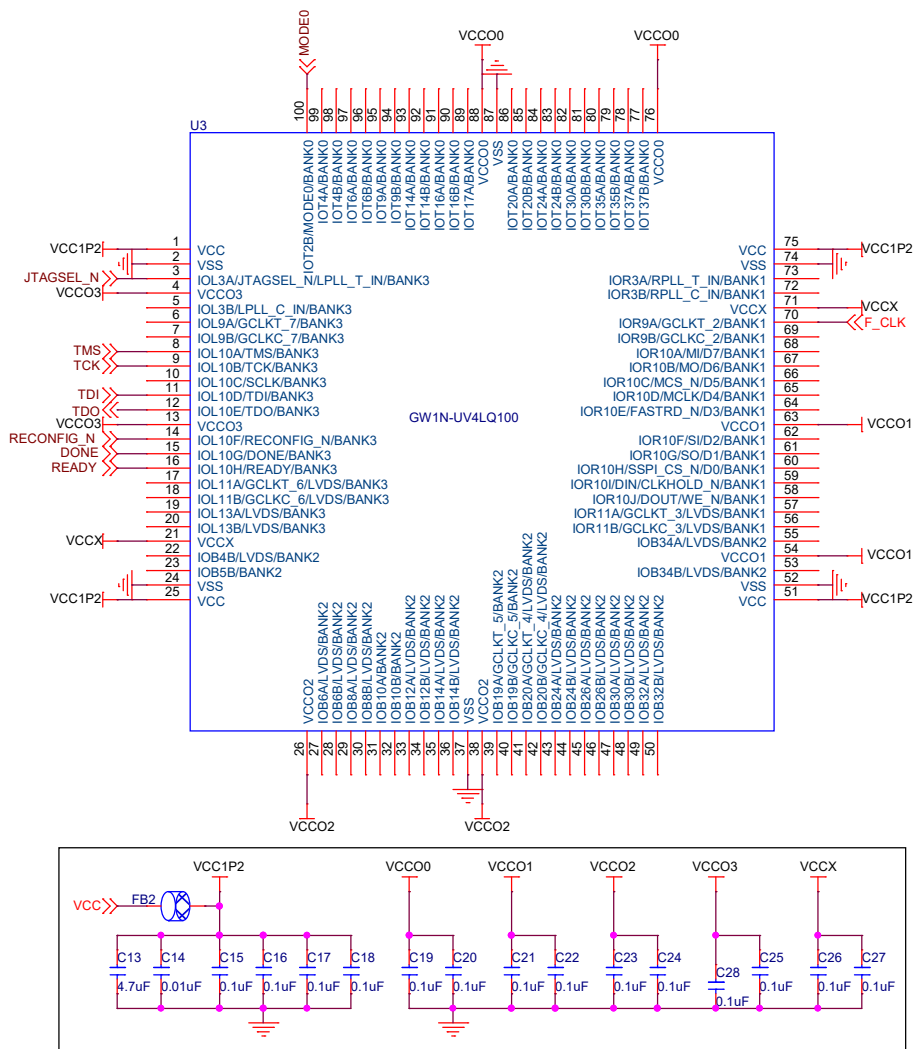 MODE0
VCCO0
VCCO0
100
99
98
97
96
95
94
93
92
91
90
89
88
87
86
85
84
83
82
81
80
79
78
77
76
U3
IOT2B/MODE0/BANK0
IOT4A/BANK0
IOT4B/BANK0
IOT6A/BANK0
IOT6B/BANK0
IOT9A/BANK0
IOT9B/BANK0
IOT14A/BANK0
IOT14B/BANK0
IOT16A/BANK0
IOT16B/BANK0
IOT17A/BANK0
VCCO0
VSS
IOT20A/BANK0
IOT20B/BANK0
IOT24A/BANK0
IOT24B/BANK0
IOT30A/BANK0
IOT30B/BANK0
IOT35A/BANK0
IOT35B/BANK0
IOT37A/BANK0
IOT37B/BANK0
VCCO0
VCC1P2 1 VCC
2 VSS
JTAGSEL_N 3 IOL3A/JTAGSEL_N/LPLL_T_IN/BANK3
VCCO3 4 VCCO3
5 IOL3B/LPLL_C_IN/BANK3
6 IOL9A/GCLKT_7/BANK3
7 IOL9B/GCLKC_7/BANK3
TMS 8 IOL10A/TMS/BANK3
TCK 9 IOL10B/TCK/BANK3
10 IOL10C/SCLK/BANK3
TDI 11 IOL10D/TDI/BANK3
TDO 12 IOL10E/TDO/BANK3
VCCO3 13 VCCO3
RECONFIG_N 14 IOL10F/RECONFIG_N/BANK3
DONE 15 IOL10G/DONE/BANK3
READY 16 IOL10H/READY/BANK3
17 IOL11A/GCLKT_6/LVDS/BANK3
18 IOL11B/GCLKC_6/LVDS/BANK3
19 IOL13A/LVDS/BANK3
20 IOL13B/LVDS/BANK3
VCCX 21 VCCX
22 IOB4B/LVDS/BANK2
23 IOB5B/BANK2
24 VSS
VCC1P2 25 VCC
GW1N-UV4LQ100
VCC 75 VCC1P2
VSS 74
IOR3A/RPLL_T_IN/BANK1 73
IOR3B/RPLL_C_IN/BANK1 72
VCCX 71 VCCX
IOR9A/GCLKT_2/BANK1 70 F_CLK
IOR9B/GCLKC_2/BANK1 69
IOR10A/MI/D7/BANK1 68
IOR10B/MO/D6/BANK1 67
IOR10C/MCS_N/D5/BANK1 66
IOR10D/MCLK/D4/BANK1 65
IOR10E/FASTRD_N/D3/BANK1 64
VCCO1 63 VCCO1
IOR10F/SI/D2/BANK1 62
IOR10G/SO/D1/BANK1 61
IOR10H/SSPI_CS_N/D0/BANK1 60
IOR10I/DIN/CLKHOLD_N/BANK1 59
IOR10J/DOUT/WE_N/BANK1 58
IOR11A/GCLKT_3/LVDS/BANK1 57
IOR11B/GCLKC_3/LVDS/BANK1 56
IOB34A/LVDS/BANK2 55
VCCO1 54 VCCO1
IOB34B/LVDS/BANK2 53
VSS 52
VCC 51 VCC1P2
VCCO2
IOB6A/LVDS/BANK2
IOB6B/LVDS/BANK2
IOB8A/LVDS/BANK2
IOB8B/LVDS/BANK2
IOB10A/BANK2
IOB10B/BANK2
IOB12A/LVDS/BANK2
IOB12B/LVDS/BANK2
IOB14A/LVDS/BANK2
IOB14B/LVDS/BANK2
VSS
VCCO2
IOB19A/GCLKT_5/BANK2
IOB19B/GCLKC_5/BANK2
IOB20A/GCLKT_4/LVDS/BANK2
IOB20B/GCLKC_4/LVDS/BANK2
IOB24A/LVDS/BANK2
IOB24B/LVDS/BANK2
IOB26A/LVDS/BANK2
IOB26B/LVDS/BANK2
IOB30A/LVDS/BANK2
IOB30B/LVDS/BANK2
IOB32A/LVDS/BANK2
IOB32B/LVDS/BANK2
26
27
28
29
30
31
32
33
34
35
36
37
38
39
40
41
42
43
44
45
46
47
48
49
50
VCCO2
VCCO2
VCC1P2 VCCO0 VCCO1 VCCO2 VCCO3 VCCX
VCC FB2
C13 C14 C15 C16 C17 C18 C19 C20 C21 C22 C23 C24 C28 C25 C26 C27
4.7uF 0.01uF 0.1uF 0.1uF 0.1uF 0.1uF 0.1uF 0.1uF 0.1uF 0.1uF 0.1uF 0.1uF 0.1uF 0.1uF 0.1uF 0.1uF